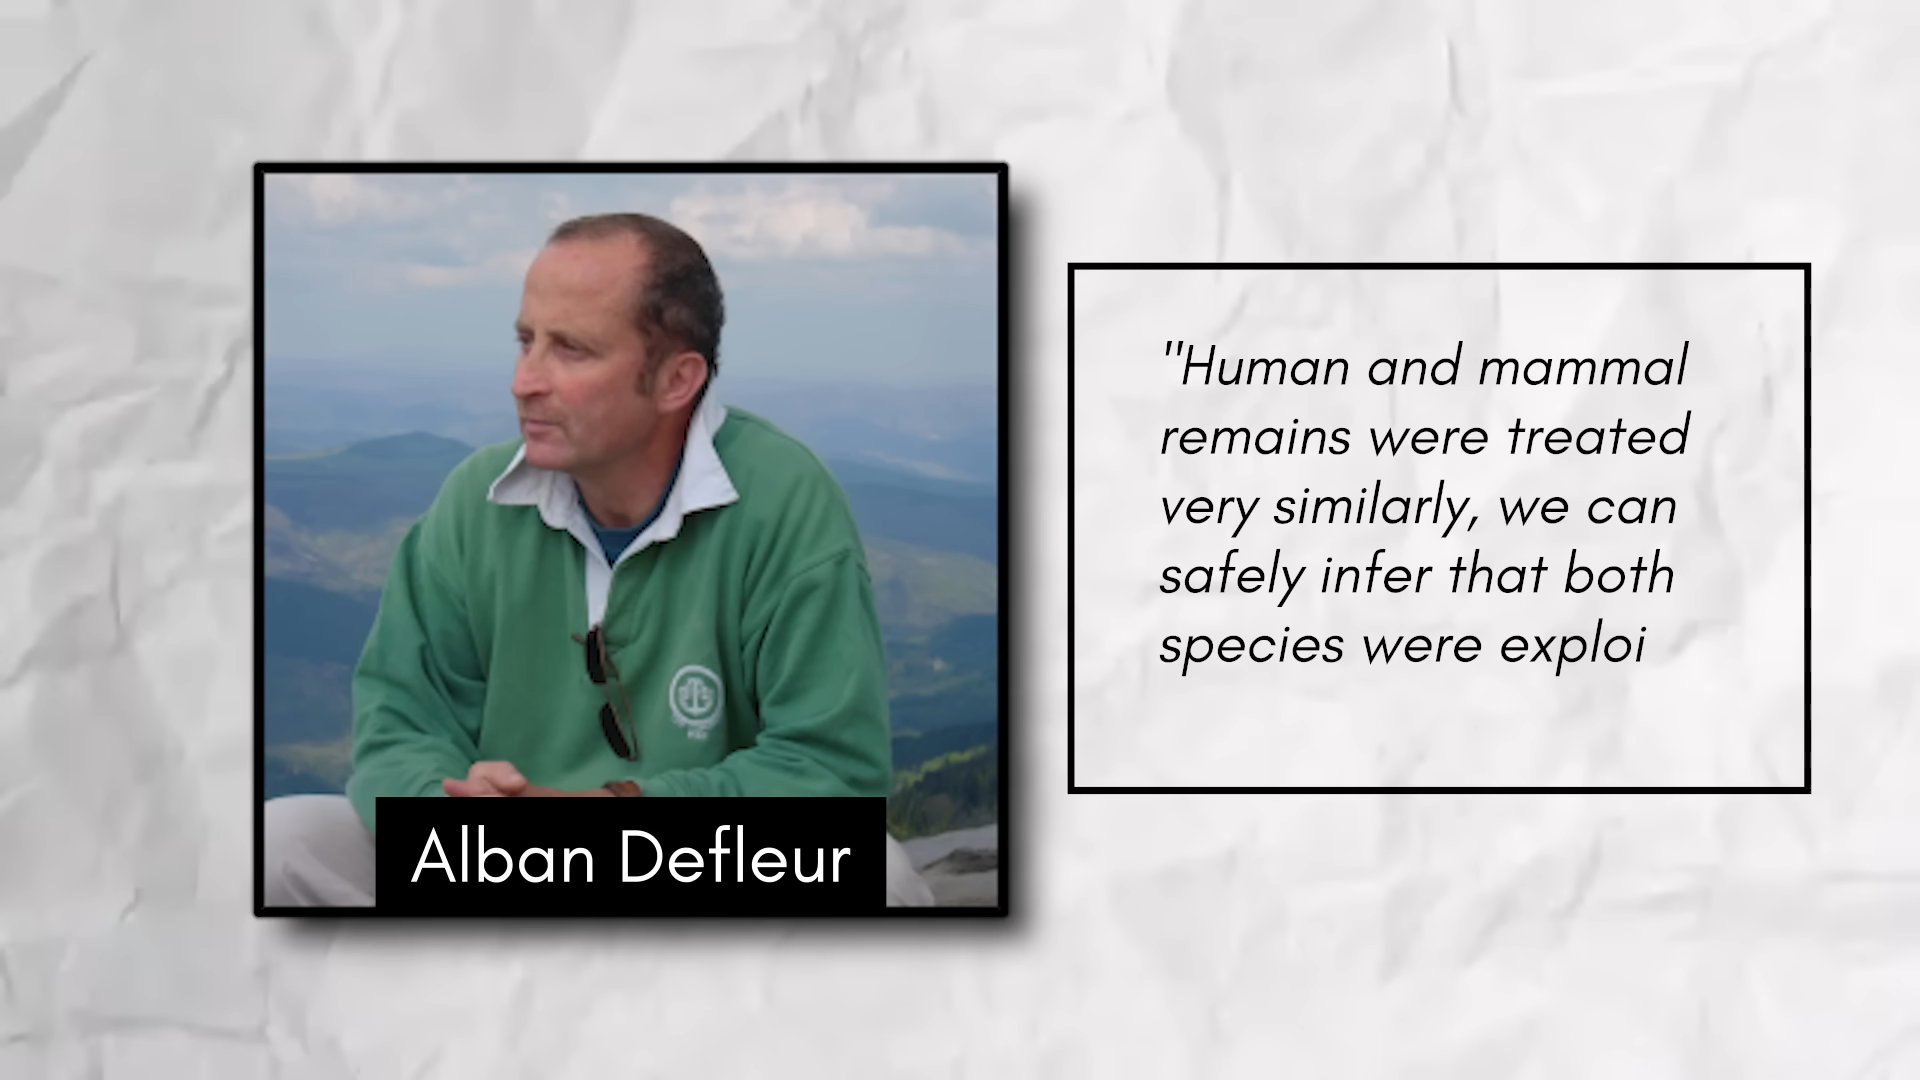 "Human and mammal
remains were treated
very similarly, we can
safely infer that both
species were exploi
Alban Defleur